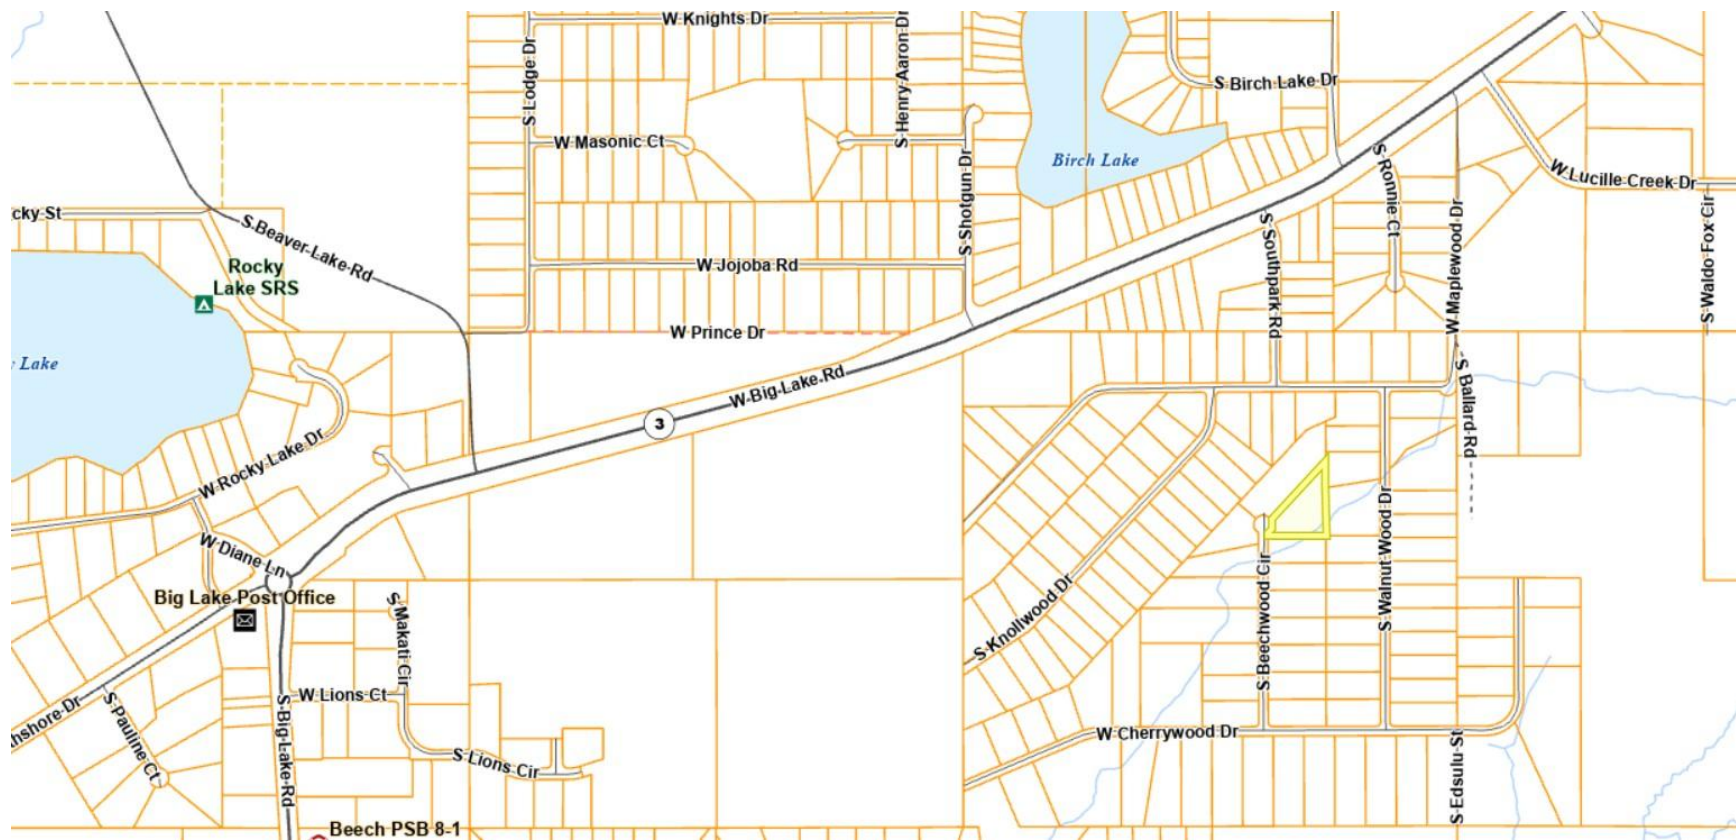 W Knights Dr
S Lodge Dr
S Henry Aaron Dr
S Birch Lake Dr
W Masonic Ct
S Shotgun Dr
Birch Lake
S Ronnie Ct
W Lucille Creek Dr
cky St
S Beaver Lake Rd
W Maplewood Dr
S Waldo Fox Cir
S Southpark Rd
Rocky
Lake SRS
W Jojoba Rd
W Prince Dr
Lake
W Big Lake Rd
3
S Ballard Rd
W Rocky Lake Dr
W Diane Ln
S Walnut Wood Dr
S Beechwood Cir
S Knollwood Dr
Big Lake Post Office
S Makati Cir
W Lions Ct
S Pauline Ct
hshore Dr
S Big Lake Rd
S Lions Cir
W Cherrywood Dr
S Edsulu St
Beech PSB 8-1